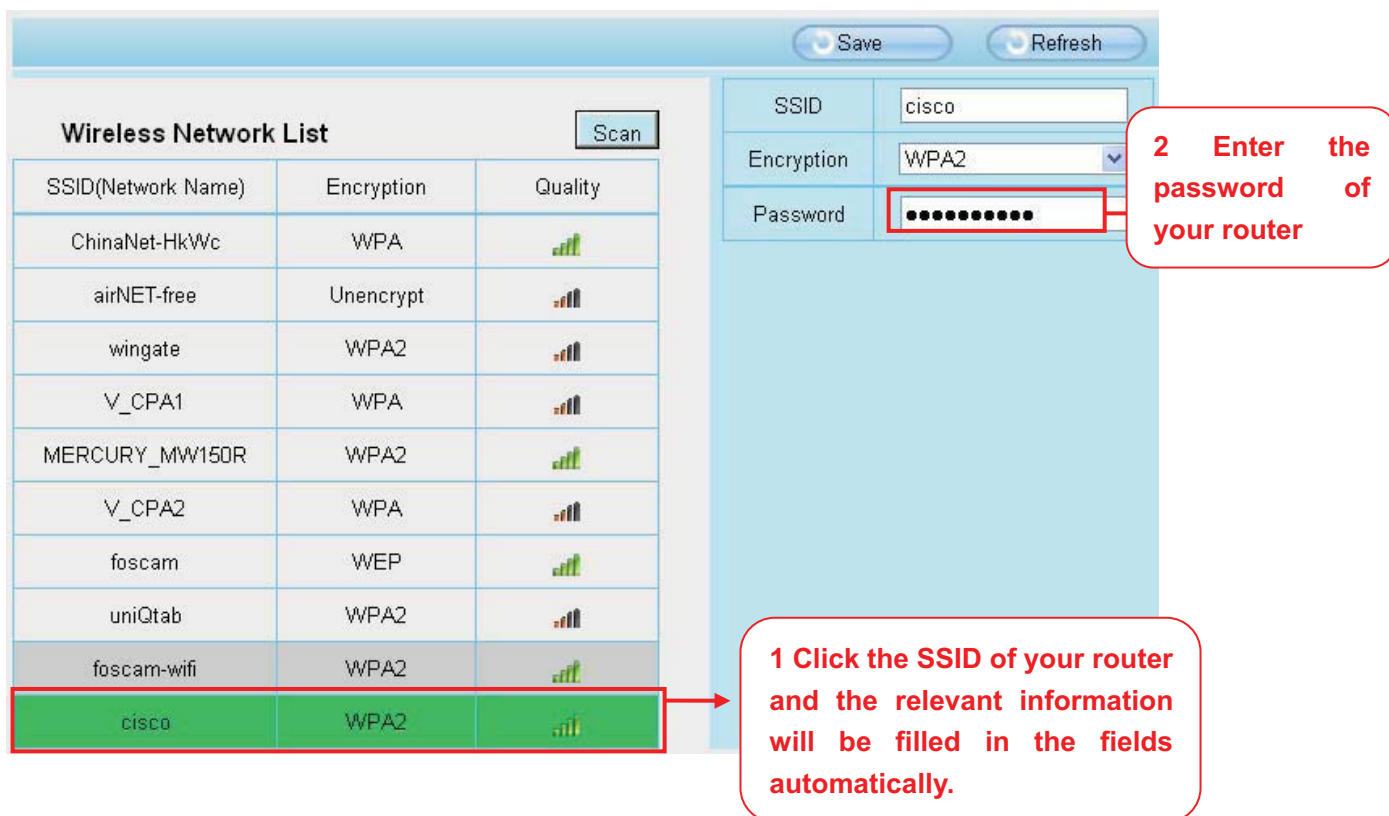 Save Refresh
Wireless Network List Scan
SSID(Network Name) Encryption Quality
ChinaNet-HkWc WPA
airNET-free Unencrypt
wingate WPA2
V_CPA1 WPA
MERCURY_MW150R WPA2
V_CPA2 WPA
foscam WEP
uniQtab WPA2
foscam-wifi WPA2
cisco WPA2
SSID cisco
Encryption WPA2
Password ●●●●●●●●●●
2 Enter the
password of
your router
1 Click the SSID of your router
and the relevant information
will be filled in the fields
automatically.